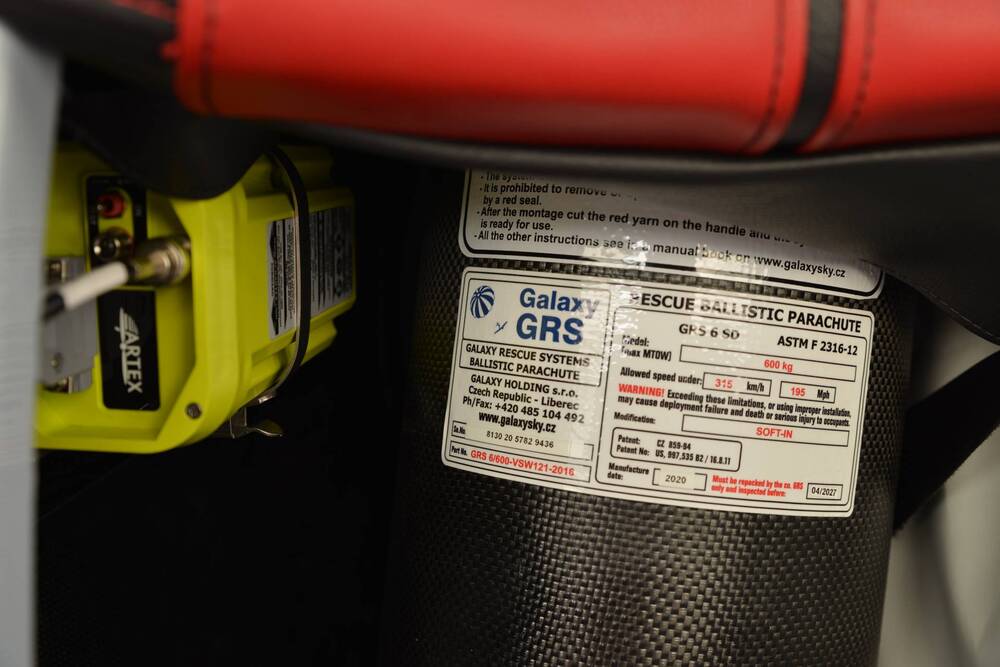 ARTEX
· The system
· It is prohibited to remove
by a red seal.
· After the montage cut the red yarn on the handle and the
is ready for use.
· All the other instructions see in a manual book on www.galaxysky.cz
Galaxy
GRS
GALAXY RESCUE SYSTEMS
BALLISTIC PARACHUTE
GALAXY HOLDING s.r.o.
Czech Republic - Liberec
Ph/Fax: +420 485 104 492
www.galaxysky.cz
Se.No. 8130 20 5782 9436
Part No. GRS 6/600-VSW121-2016
RESCUE BALLISTIC PARACHUTE
GRS 6 SD ASTM F 2316-12
Model:
(max MTOW) 600 kg
Allowed speed under: 315 km/h 195 Mph
WARNING! Exceeding these limitations, or using improper installation,
may cause deployment failure and death or serious injury to occupants.
Modification: SOFT-IN
Patent: CZ 859-94
Patent No: US, 997,535 B2 / 16.8.11
Manufacture
date: 2020
Must be repacked by the co. GRS
only and inspected before: 04/2027